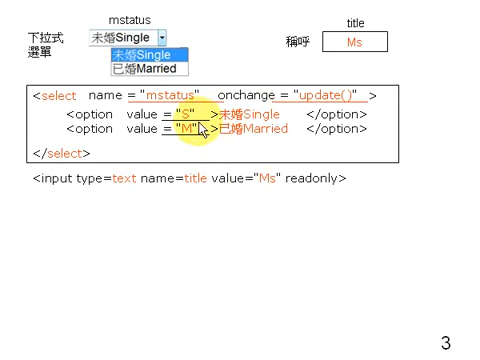 mstatus
title
下拉式
選單
未婚Single
未婚Single
已婚Married
稱呼
Ms
<select name = "mstatus" onchange = "update()" >
<option value = "S" >未婚Single </option>
<option value = "M" >已婚Married </option>
</select>
<input type=text name=title value="Ms" readonly>
3